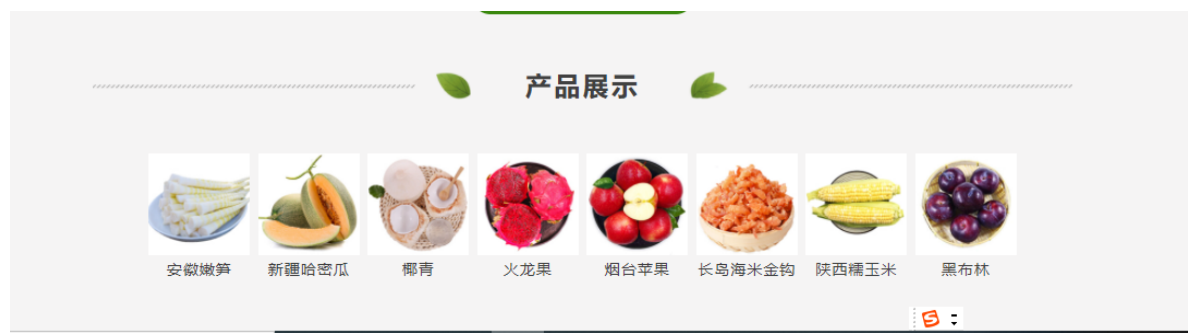 产品展示
安徽嫩笋
新疆哈密瓜
椰青
火龙果
烟台苹果
长岛海米金钩
陕西糯玉米
黑布林